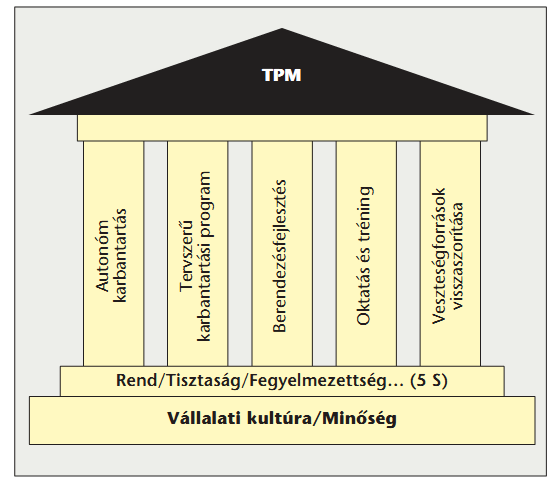 TPM
Autonóm
karbantartás
Tervszerű
karbantartási program
Berendezésfejlesztés
Oktatás és tréning
Veszteségforrások
visszaszorítása
Rend/Tisztaság/Fegyelmezettség... (5 S)
Vállalati kultúra/Minőség